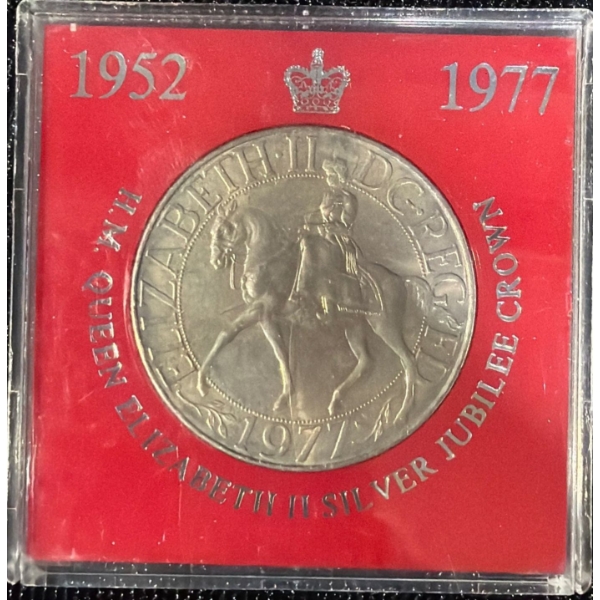 1952
1977
ELIZABETH·II D·G·REG·F·D
1977
H.M. QUEEN ELIZABETH II SILVER JUBILEE CROWN